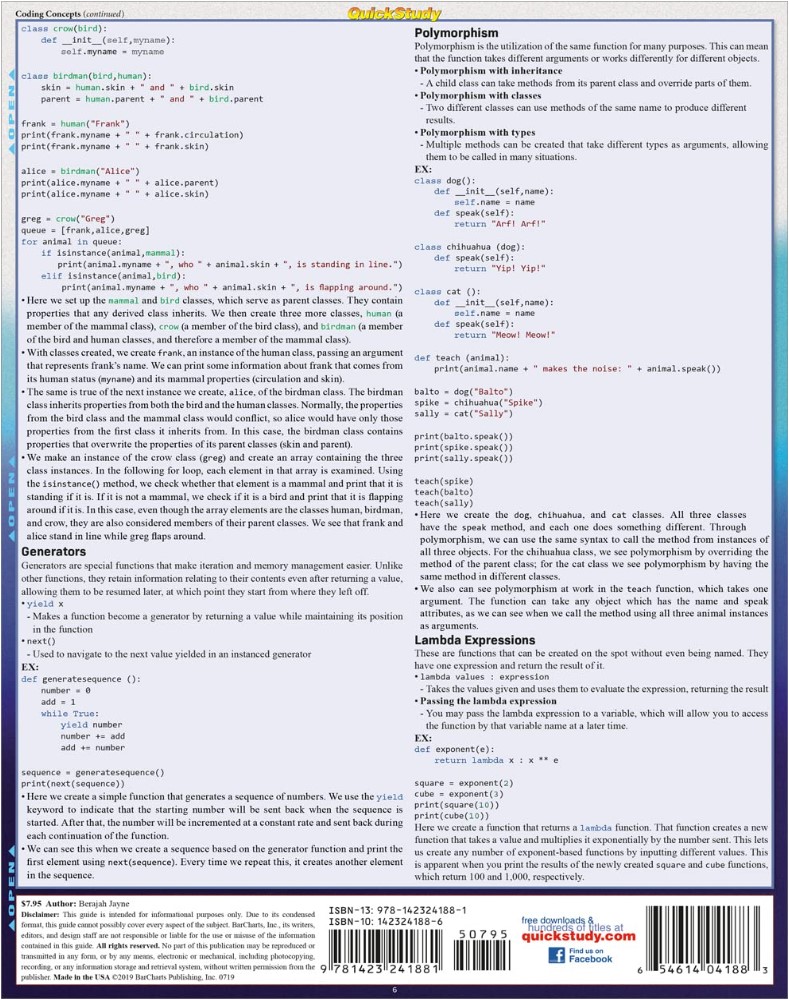 Coding Concepts (continued)
QuickStudy
OPEN
OPEN
OPEN
class crow(bird):
    def __init__(self,myname):
        self.myname = myname
class birdman(bird,human):
    skin = human.skin + " and " + bird.skin
    parent = human.parent + " and " + bird.parent
frank = human("Frank")
print(frank.myname + " " + frank.circulation)
print(frank.myname + " " + frank.skin)
alice = birdman("Alice")
print(alice.myname + " " + alice.parent)
print(alice.myname + " " + alice.skin)
greg = crow("Greg")
queue = [frank,alice,greg]
for animal in queue:
    if isinstance(animal,mammal):
        print(animal.myname + ", who " + animal.skin + ", is standing in line.")
    elif isinstance(animal,bird):
        print(animal.myname + ", who " + animal.skin + ", is flapping around.")
• Here we set up the mammal and bird classes, which serve as parent classes. They contain
properties that any derived class inherits. We then create three more classes, human (a
member of the mammal class), crow (a member of the bird class), and birdman (a member
of the bird and human classes, and therefore a member of the mammal class).
• With classes created, we create frank, an instance of the human class, passing an argument
that represents frank's name. We can print some information about frank that comes from
its human status (myname) and its mammal properties (circulation and skin).
• The same is true of the next instance we create, alice, of the birdman class. The birdman
class inherits properties from both the bird and the human classes. Normally, the properties
from the bird class and the mammal class would conflict, so alice would have only those
properties from the first class it inherits from. In this case, the birdman class contains
properties that overwrite the properties of its parent classes (skin and parent).
• We make an instance of the crow class (greg) and create an array containing the three
class instances. In the following for loop, each element in that array is examined. Using
the isinstance() method, we check whether that element is a mammal and print that it is
standing if it is. If it is not a mammal, we check if it is a bird and print that it is flapping
around if it is. In this case, even though the array elements are the classes human, birdman,
and crow, they are also considered members of their parent classes. We see that frank and
alice stand in line while greg flaps around.
Generators
Generators are special functions that make iteration and memory management easier. Unlike
other functions, they retain information relating to their contents even after returning a value,
allowing them to be resumed later, at which point they start from where they left off.
• yield x
- Makes a function become a generator by returning a value while maintaining its position
in the function
• next()
- Used to navigate to the next value yielded in an instanced generator
EX:
def generatesequence ():
    number = 0
    add = 1
    while True:
        yield number
        number += add
        add += number
sequence = generatesequence()
print(next(sequence))
• Here we create a simple function that generates a sequence of numbers. We use the yield
keyword to indicate that the starting number will be sent back when the sequence is
started. After that, the number will be incremented at a constant rate and sent back during
each continuation of the function.
• We can see this when we create a sequence based on the generator function and print the
first element using next(sequence). Every time we repeat this, it creates another element
in the sequence.
Polymorphism
Polymorphism is the utilization of the same function for many purposes. This can mean
that the function takes different arguments or works differently for different objects.
• Polymorphism with inheritance
- A child class can take methods from its parent class and override parts of them.
• Polymorphism with classes
- Two different classes can use methods of the same name to produce different
results.
• Polymorphism with types
- Multiple methods can be created that take different types as arguments, allowing
them to be called in many situations.
EX:
class dog():
    def __init__(self,name):
        self.name = name
    def speak(self):
        return "Arf! Arf!"
class chihuahua (dog):
    def speak(self):
        return "Yip! Yip!"
class cat ():
    def __init__(self,name):
        self.name = name
    def speak(self):
        return "Meow! Meow!"
def teach (animal):
    print(animal.name + " makes the noise: " + animal.speak())
balto = dog("Balto")
spike = chihuahua("Spike")
sally = cat("Sally")
print(balto.speak())
print(spike.speak())
print(sally.speak())
teach(spike)
teach(balto)
teach(sally)
• Here we create the dog, chihuahua, and cat classes. All three classes
have the speak method, and each one does something different. Through
polymorphism, we can use the same syntax to call the method from instances of
all three objects. For the chihuahua class, we see polymorphism by overriding the
method of the parent class; for the cat class we see polymorphism by having the
same method in different classes.
• We also can see polymorphism at work in the teach function, which takes one
argument. The function can take any object which has the name and speak
attributes, as we can see when we call the method using all three animal instances
as arguments.
Lambda Expressions
These are functions that can be created on the spot without even being named. They
have one expression and return the result of it.
• lambda values : expression
- Takes the values given and uses them to evaluate the expression, returning the result
• Passing the lambda expression
- You may pass the lambda expression to a variable, which will allow you to access
the function by that variable name at a later time.
EX:
def exponent(e):
    return lambda x : x ** e
square = exponent(2)
cube = exponent(3)
print(square(10))
print(cube(10))
Here we create a function that returns a lambda function. That function creates a new
function that takes a value and multiplies it exponentially by the number sent. This lets
us create any number of exponent-based functions by inputting different values. This
is apparent when you print the results of the newly created square and cube functions,
which return 100 and 1,000, respectively.
$7.95 Author: Berajah Jayne
Disclaimer: This guide is intended for informational purposes only. Due to its condensed
format, this guide cannot possibly cover every aspect of the subject. BarCharts, Inc., its writers,
editors, and design staff are not responsible or liable for the use or misuse of the information
contained in this guide. All rights reserved. No part of this publication may be reproduced or
transmitted in any form, or by any means, electronic or mechanical, including photocopying,
recording, or any information storage and retrieval system, without written permission from the
publisher. Made in the USA ©2019 BarCharts Publishing, Inc. 0719
ISBN-13: 978-142324188-1
ISBN-10: 142324188-6
9 781423 241881
50795
free downloads &
hundreds of titles at
quickstudy.com
Find us on
Facebook
6 54614 04188 3
6